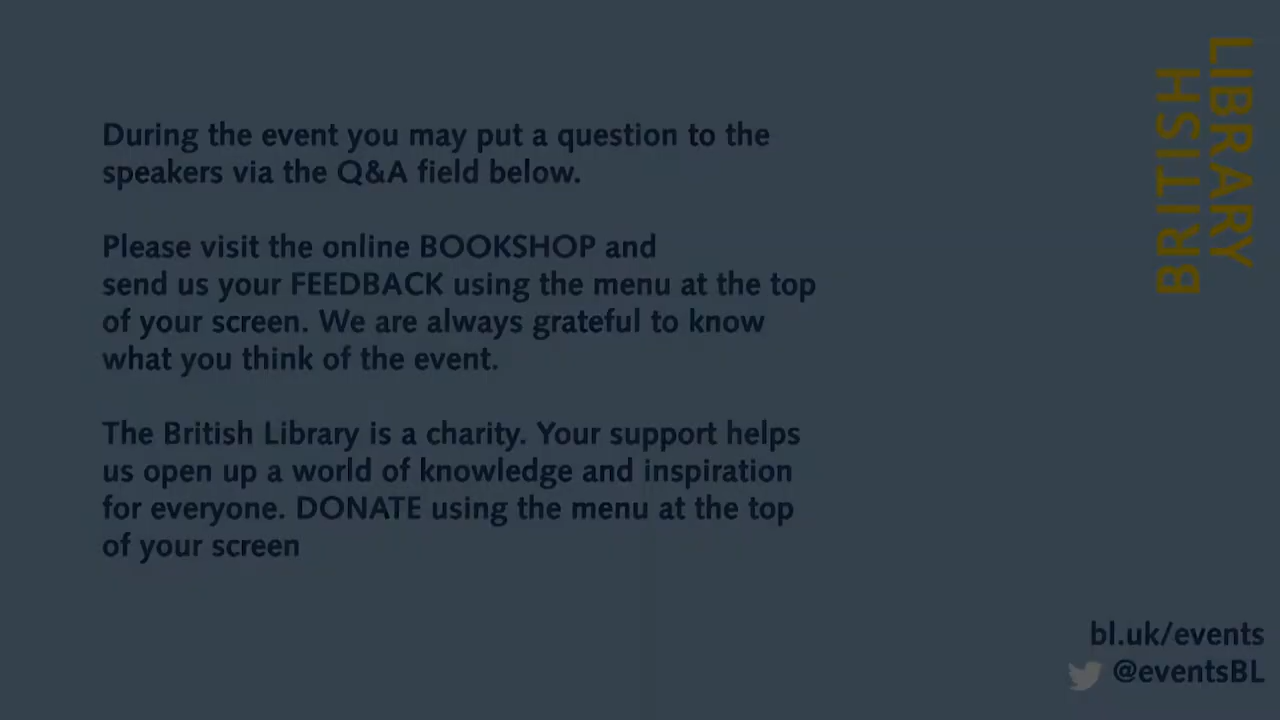 During the event you may put a question to the
speakers via the Q&A field below.
Please visit the online BOOKSHOP and
send us your FEEDBACK using the menu at the top
of your screen. We are always grateful to know
what you think of the event.
The British Library is a charity. Your support helps
us open up a world of knowledge and inspiration
for everyone. DONATE using the menu at the top
of your screen
BRITISH
LIBRARY
bl.uk/events
@eventsBL